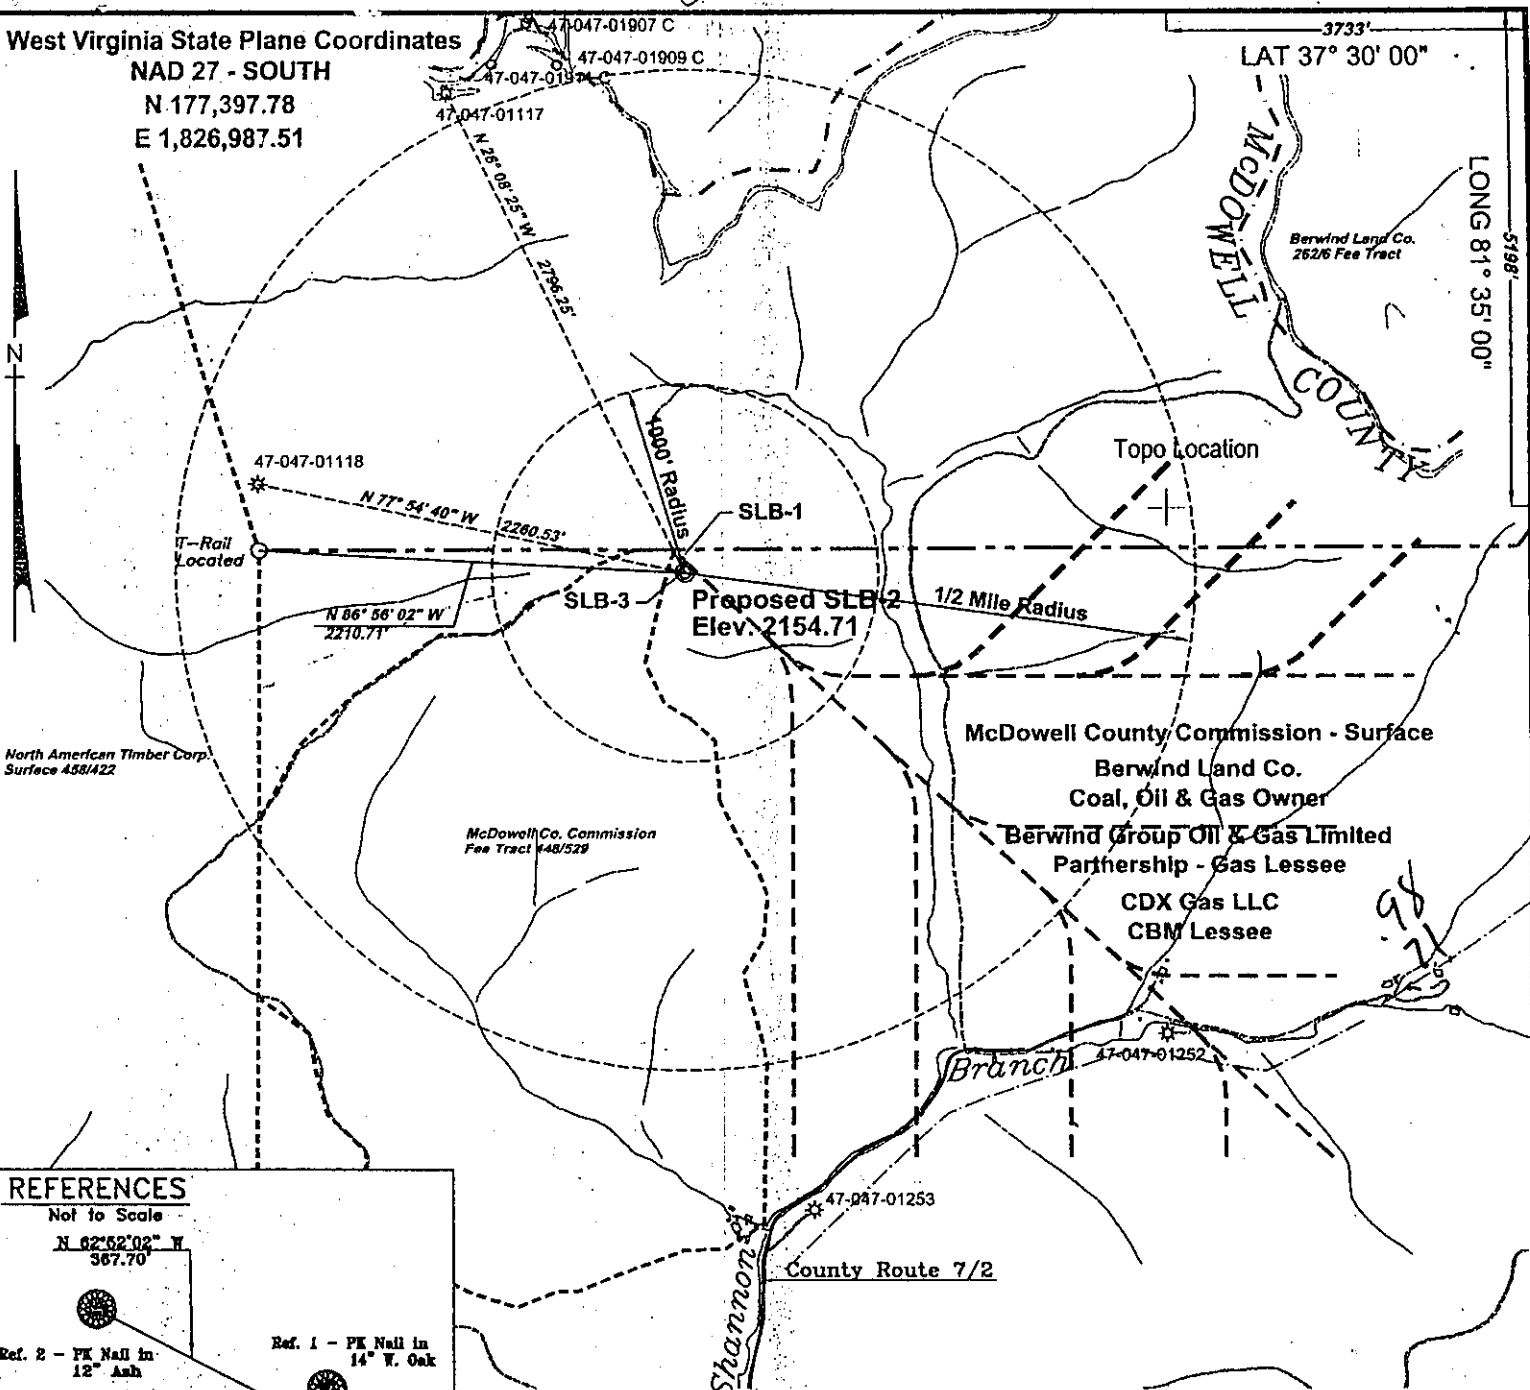 West Virginia State Plane Coordinates
NAD 27 - SOUTH
N 177,397.78
E 1,826,987.51
47-047-01907 C
47-047-01909 C
47-047-01911 C
47-047-01117
3733'
LAT 37° 30' 00"
LONG 81° 35' 00"
5198'
McDOWELL
COUNTY
Berwind Land Co.
262/6 Fee Tract
N 26° 08' 25" W
2796.25'
N
47-047-01118
N 77° 54' 40" W
2260.53'
1000' Radius
SLB-1
Topo Location
T-Rail
Located
N 86° 56' 02" W
2210.71'
SLB-3
Proposed SLB-2
Elev. 2154.71
1/2 Mile Radius
North American Timber Corp.
Surface 458/422
McDowell Co. Commission
Fee Tract 448/529
McDowell County Commission - Surface
Berwind Land Co.
Coal, Oil & Gas Owner
Berwind Group Oil & Gas Limited
Parthership - Gas Lessee
CDX Gas LLC
CBM Lessee
47-047-01252
Branch
47-047-01253
County Route 7/2
Shannon
REFERENCES
Not to Scale
N 62°52'02" W
367.70'
Ref. 2 - PK Nail in
12" Ash
Ref. 1 - PK Nail in
14" W. Oak